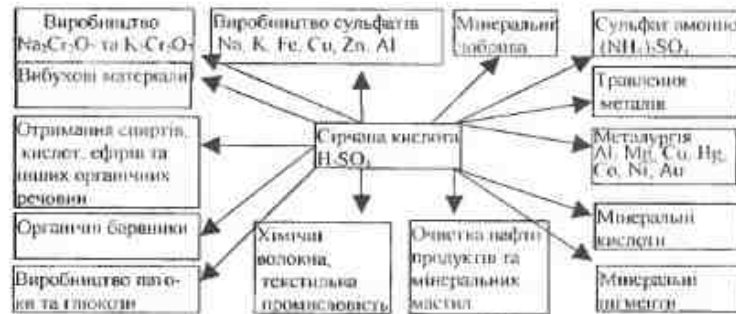 Виробництво
Na₂Cr₂O₇ та K₂Cr₂O₇
Вибухові матеріали
Виробництво сульфатів
Na, K, Fe, Cu, Zn, Al
Мінеральні
добрива
Сульфат амонію
(NH₄)₂SO₄
Травлення
металів
Отримання спиртів,
кислот, ефірів та
інших органічних
речовин
Сірчана кислота
H₂SO₄
Металургія
Al, Mg, Cu, Hg,
Co, Ni, Au
Органічні барвники
Хімічні
волокна,
текстильна
промисловість
Очистка нафто
продуктів та
мінеральних
мастил
Мінеральні
кислоти
Виробництво пато-
ки та глюкози
Мінеральні
пігменти